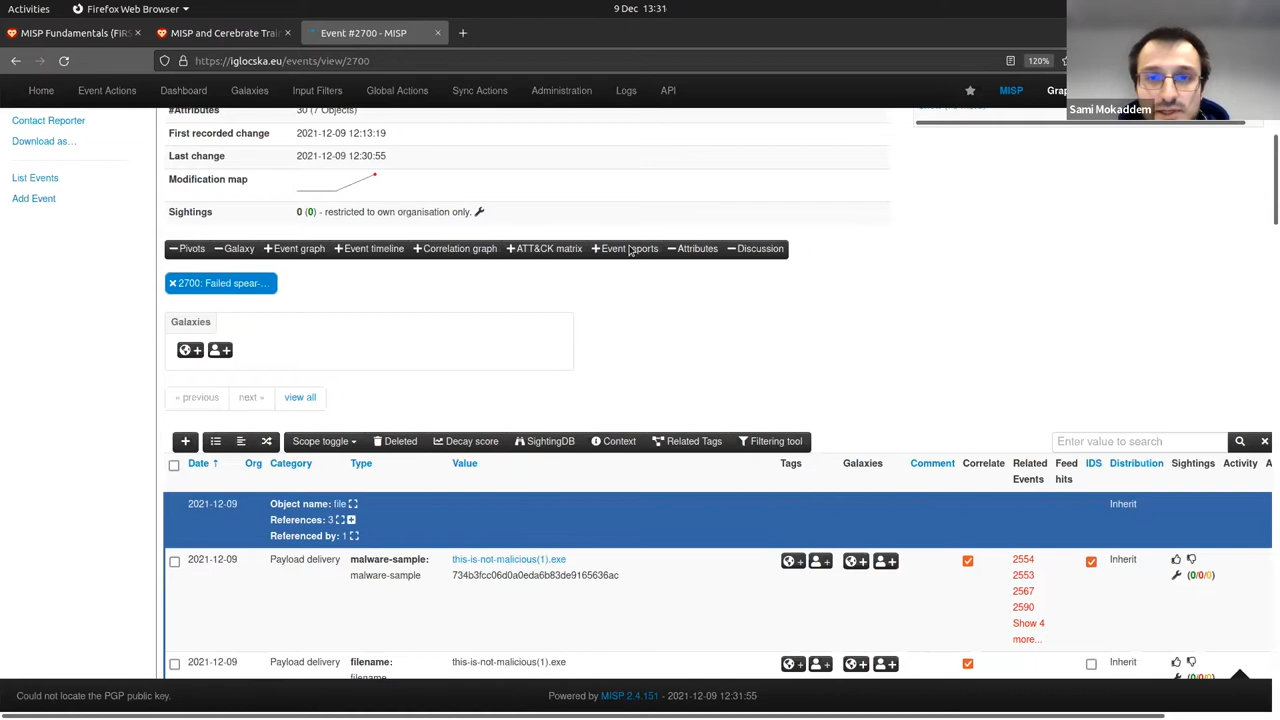 Activities
Firefox Web Browser
9 Dec 13:31
MISP Fundamentals (FIRS
MISP and Cerebrate Trai
Event #2700 - MISP
https://iglocska.eu/events/view/2700
120%
Home Event Actions Dashboard Galaxies Input Filters Global Actions Sync Actions Administration Logs API MISP
Sami Mokaddem
#Attributes 30 (7 Objects)
Contact Reporter
First recorded change 2021-12-09 12:13:19
Download as…
Last change 2021-12-09 12:30:55
List Events
Modification map
Add Event
Sightings 0 (0) - restricted to own organisation only.
Pivots Galaxy Event graph Event timeline Correlation graph ATT&CK matrix Event reports Attributes Discussion
2700: Failed spear-…
Galaxies
« previous next » view all
Scope toggle Deleted Decay score SightingDB Context Related Tags Filtering tool Enter value to search
Date Org Category Type Value Tags Galaxies Comment Correlate Related Events Feed hits IDS Distribution Sightings Activity A
2021-12-09 Object name: file Inherit
References: 3
Referenced by: 1
2021-12-09 Payload delivery malware-sample: this-is-not-malicious(1).exe 2554 Inherit
malware-sample 734b3fcc06d0a0eda6b83de9165636ac 2553 (0/0/0)
2567
2590
Show 4
more...
2021-12-09 Payload delivery filename: this-is-not-malicious(1).exe Inherit
filename
Could not locate the PGP public key. Powered by MISP 2.4.151 - 2021-12-09 12:31:55